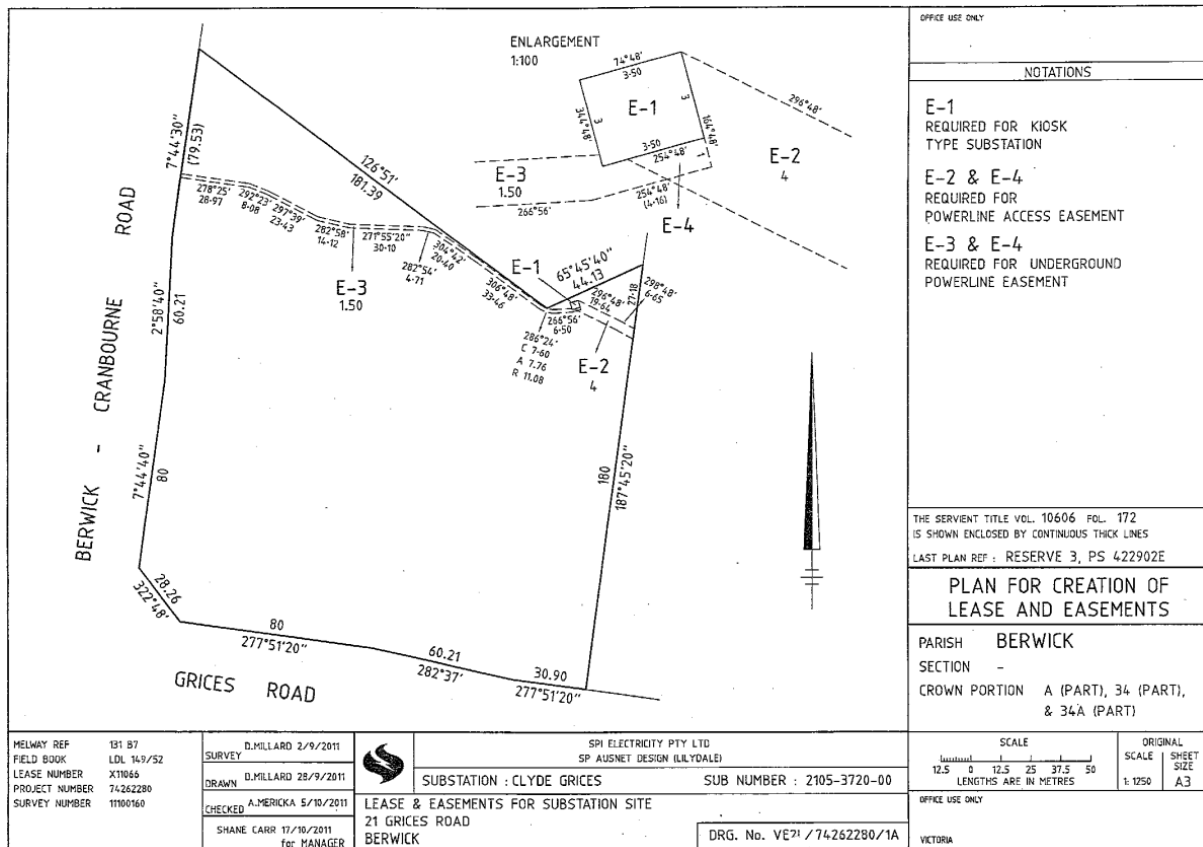 ENLARGEMENT
1:100
74°48'
3·50
E-1
344°48'
3
3
164°48'
3·50
254°48'
1
296°48'
E-2
4
E-3
1.50
266°56'
254°48'
(4·16)
E-4
7°44'30"
(79.53)
126°51'
181.39
278°25'
28·97
292°23'
8·08
297°39'
23·43
282°58'
14·12
271°55'20"
30·10
282°54'
4·71
304°42'
20·40
306°48'
33·46
E-3
1.50
E-1
65°45'40"
44.13
27·18
298°48'
6·65
296°48'
19·64
266°56'
6·50
286°24'
C 7·60
A 7.76
R 11.08
E-2
4
2°58'40"
60.21
BERWICK - CRANBOURNE ROAD
7°44'40"
80
180
187°45'20"
28.26
322°48'
80
277°51'20"
60.21
282°37'
30.90
277°51'20"
GRICES ROAD
OFFICE USE ONLY
NOTATIONS
E-1
REQUIRED FOR KIOSK
TYPE SUBSTATION
E-2 & E-4
REQUIRED FOR
POWERLINE ACCESS EASEMENT
E-3 & E-4
REQUIRED FOR UNDERGROUND
POWERLINE EASEMENT
THE SERVIENT TITLE VOL. 10606 FOL. 172
IS SHOWN ENCLOSED BY CONTINUOUS THICK LINES
LAST PLAN REF : RESERVE 3, PS 422902E
PLAN FOR CREATION OF
LEASE AND EASEMENTS
PARISH BERWICK
SECTION -
CROWN PORTION A (PART), 34 (PART),
& 34A (PART)
MELWAY REF 131 B7
FIELD BOOK LDL 149/52
LEASE NUMBER X11066
PROJECT NUMBER 74262280
SURVEY NUMBER 11100160
SURVEY D.MILLARD 2/9/2011
DRAWN D.MILLARD 28/9/2011
CHECKED A.MERICKA 5/10/2011
SHANE CARR 17/10/2011
for MANAGER
SPI ELECTRICITY PTY LTD
SP AUSNET DESIGN (LILYDALE)
SUBSTATION : CLYDE GRICES SUB NUMBER : 2105-3720-00
LEASE & EASEMENTS FOR SUBSTATION SITE
21 GRICES ROAD
BERWICK
DRG. No. VE21/74262280/1A
SCALE
12.5 0 12.5 25 37.5 50
LENGTHS ARE IN METRES
ORIGINAL
SCALE SHEET SIZE
1: 1250 A3
OFFICE USE ONLY
VICTORIA